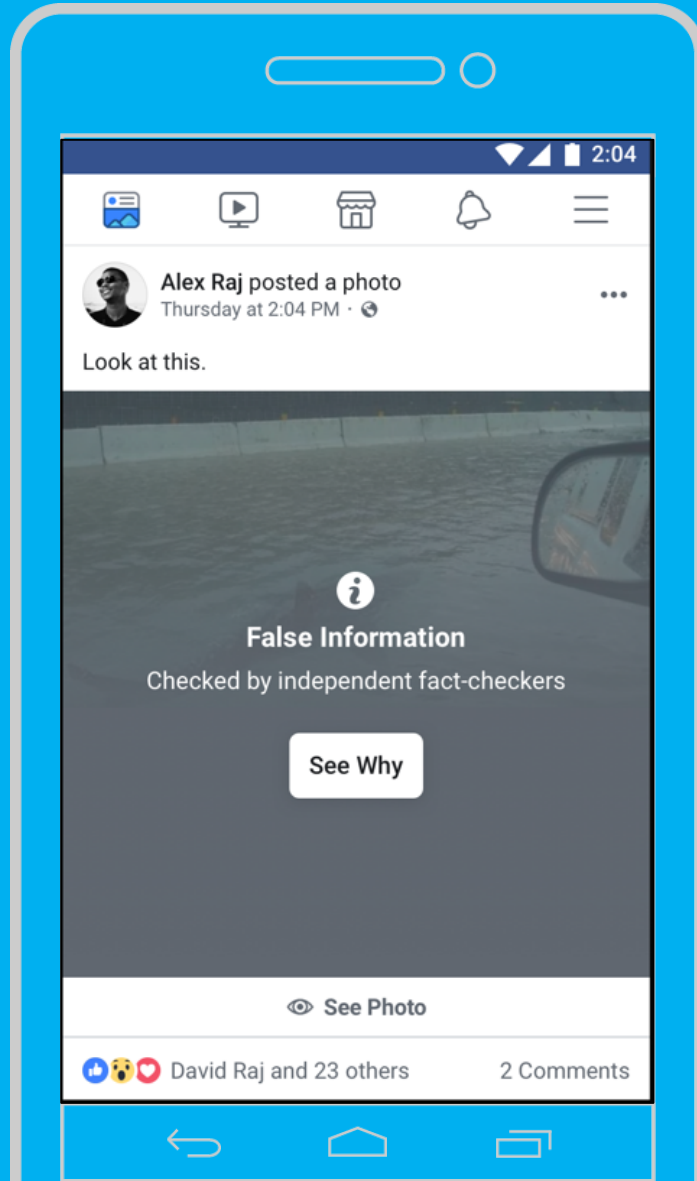 2:04
Alex Raj posted a photo
Thursday at 2:04 PM ·
Look at this.
False Information
Checked by independent fact-checkers
See Why
See Photo
David Raj and 23 others 2 Comments